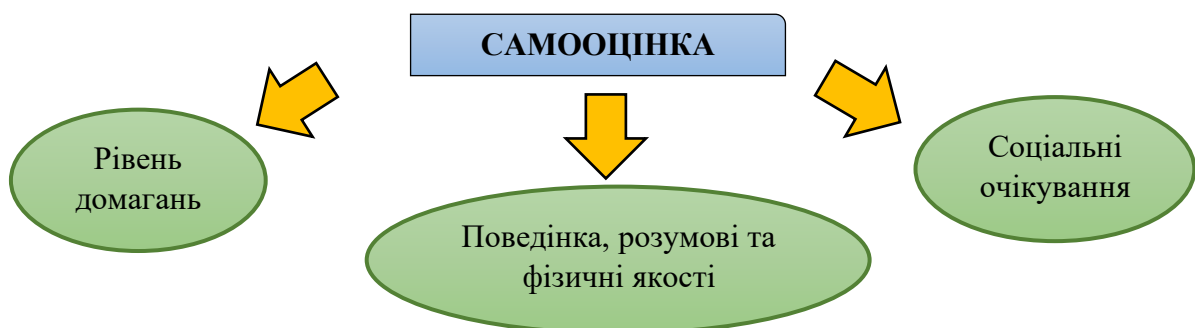 САМООЦІНКА
Рівень
домагань
Поведінка, розумові та
фізичні якості
Соціальні
очікування